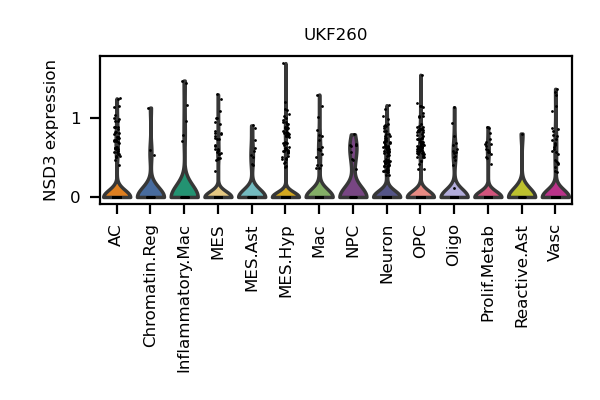 UKF260
NSD3 expression
1
0
AC
Chromatin.Reg
Inflammatory.Mac
MES
MES.Ast
MES.Hyp
Mac
NPC
Neuron
OPC
Oligo
Prolif.Metab
Reactive.Ast
Vasc